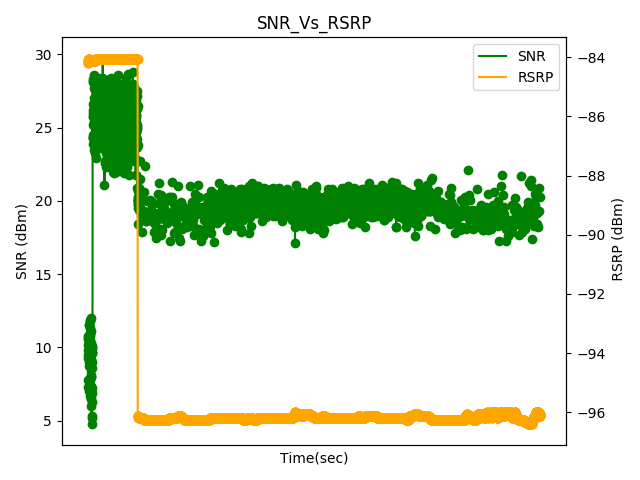 SNR_Vs_RSRP
30
25
20
15
10
5
SNR (dBm)
−84
−86
−88
−90
−92
−94
−96
RSRP (dBm)
SNR
RSRP
Time(sec)